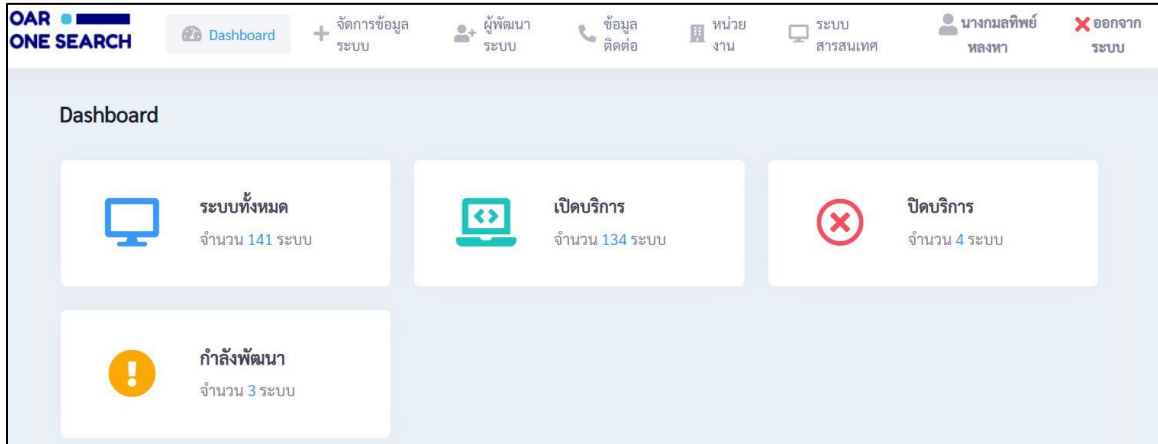 OAR
ONE SEARCH
Dashboard
จัดการข้อมูล
ระบบ
ผู้พัฒนา
ระบบ
ข้อมูล
ติดต่อ
หน่วย
งาน
ระบบ
สารสนเทศ
นางกมลทิพย์
หลงหา
ออกจาก
ระบบ
Dashboard
ระบบทั้งหมด
จำนวน 141 ระบบ
เปิดบริการ
จำนวน 134 ระบบ
ปิดบริการ
จำนวน 4 ระบบ
กำลังพัฒนา
จำนวน 3 ระบบ